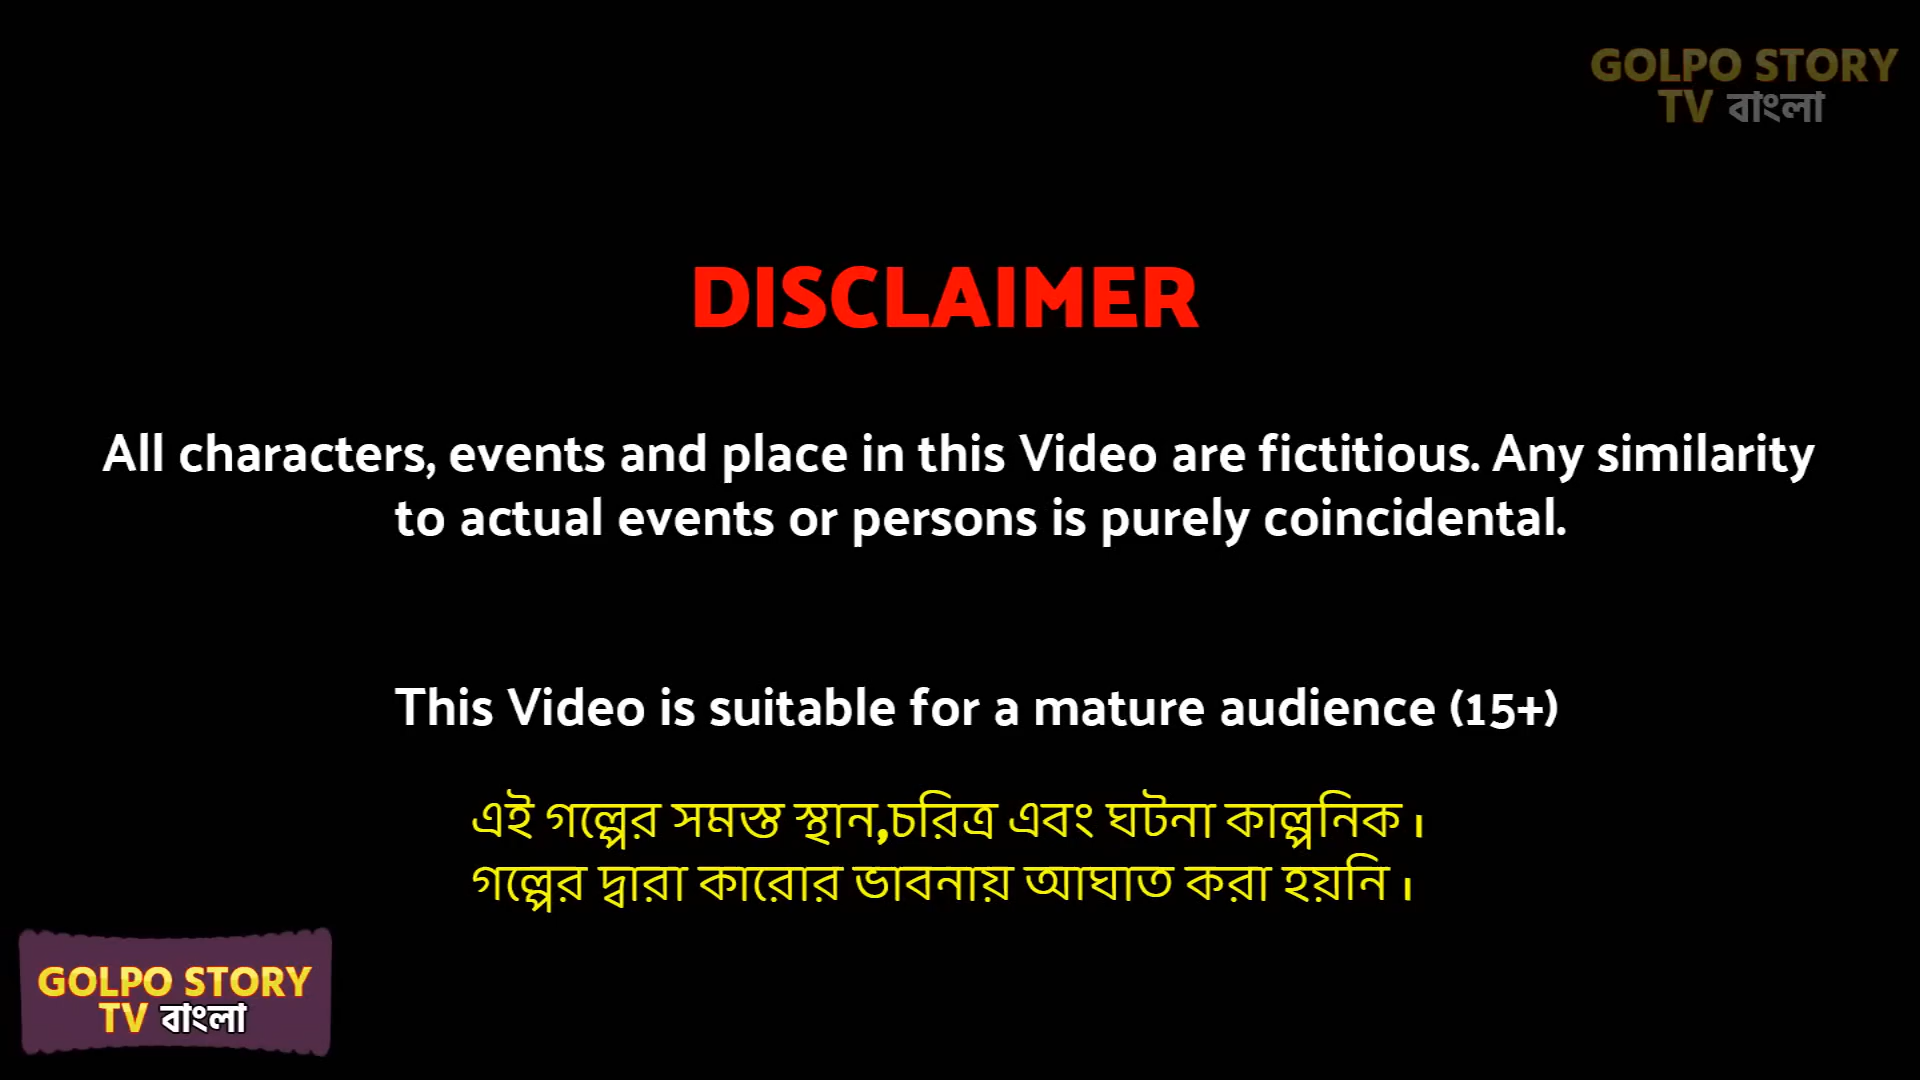 GOLPO STORY
TV বাংলা
DISCLAIMER
All characters, events and place in this Video are fictitious. Any similarity
to actual events or persons is purely coincidental.
This Video is suitable for a mature audience (15+)
এই গল্পের সমস্ত স্থান,চরিত্র এবং ঘটনা কাল্পনিক।
গল্পের দ্বারা কারোর ভাবনায় আঘাত করা হয়নি।
GOLPO STORY
TV বাংলা